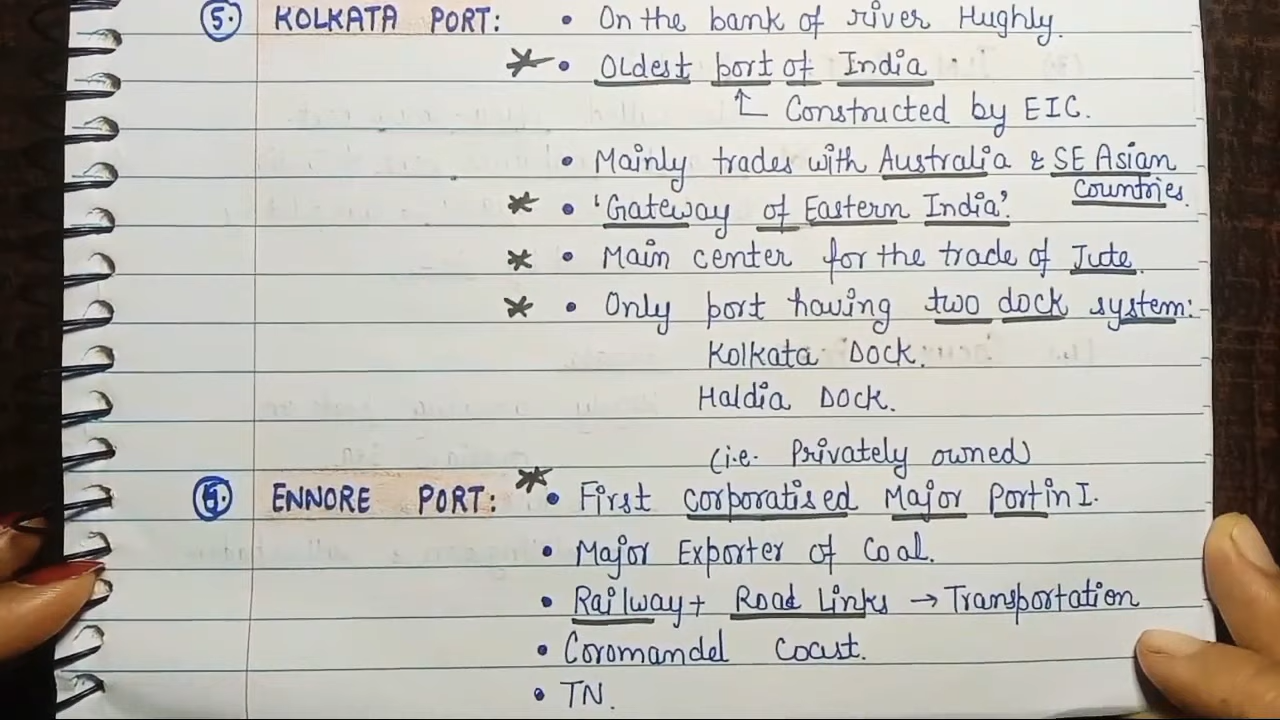 5. KOLKATA PORT: • On the bank of river Hughly.
* • Oldest port of India.
↑ Constructed by EIC.
• Mainly trades with Australia & SE Asian
Countries.
* • 'Gateway of Eastern India'.
* • Main center for the trade of Jute.
* • Only port having two dock system:
Kolkata Dock.
Haldia Dock.
(i.e. Privately owned)
6. ENNORE PORT: * • First corporatised Major Port in I.
• Major Exporter of Coal.
• Railway + Road Links → Transportation
• Coromandel Coast.
• TN.